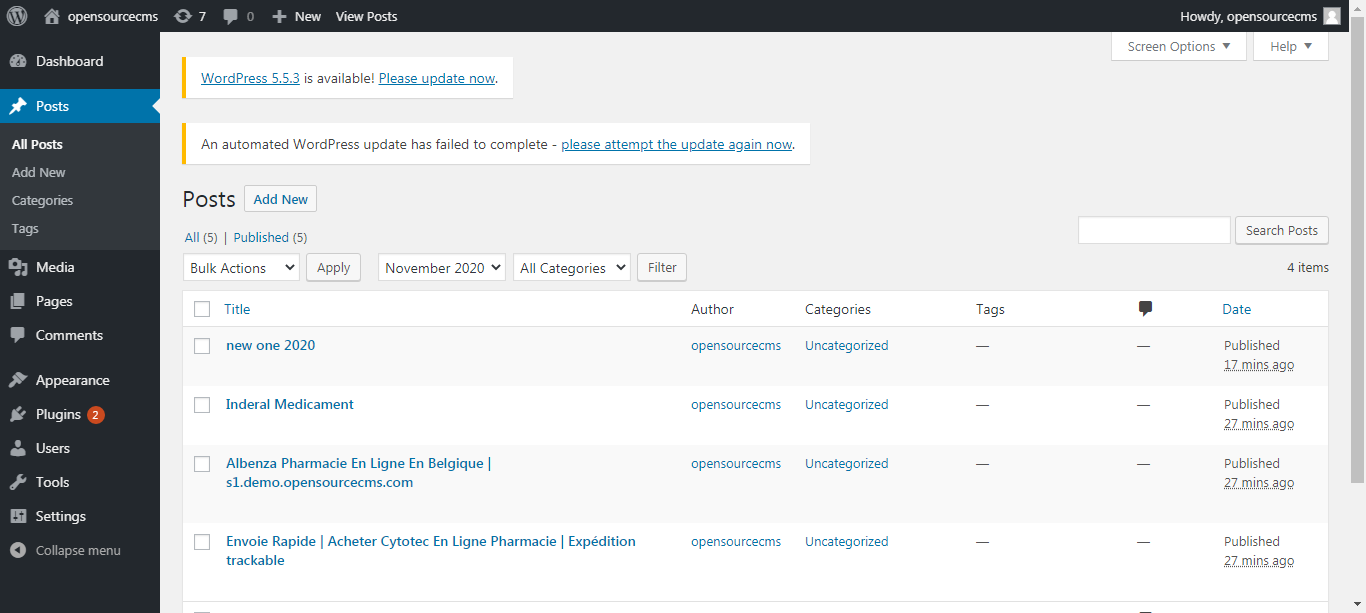 opensourcecms 7 0 New View Posts Howdy, opensourcecms
Screen Options Help
Dashboard
Posts
All Posts
Add New
Categories
Tags
Media
Pages
Comments
Appearance
Plugins 2
Users
Tools
Settings
Collapse menu
WordPress 5.5.3 is available! Please update now.
An automated WordPress update has failed to complete - please attempt the update again now.
Posts Add New
All (5) | Published (5)
Search Posts
Bulk Actions Apply November 2020 All Categories Filter 4 items
Title Author Categories Tags Date
new one 2020 opensourcecms Uncategorized — — Published
17 mins ago
Inderal Medicament opensourcecms Uncategorized — — Published
27 mins ago
Albenza Pharmacie En Ligne En Belgique | opensourcecms Uncategorized — — Published
s1.demo.opensourcecms.com 27 mins ago
Envoie Rapide | Acheter Cytotec En Ligne Pharmacie | Expédition opensourcecms Uncategorized — — Published
trackable 27 mins ago